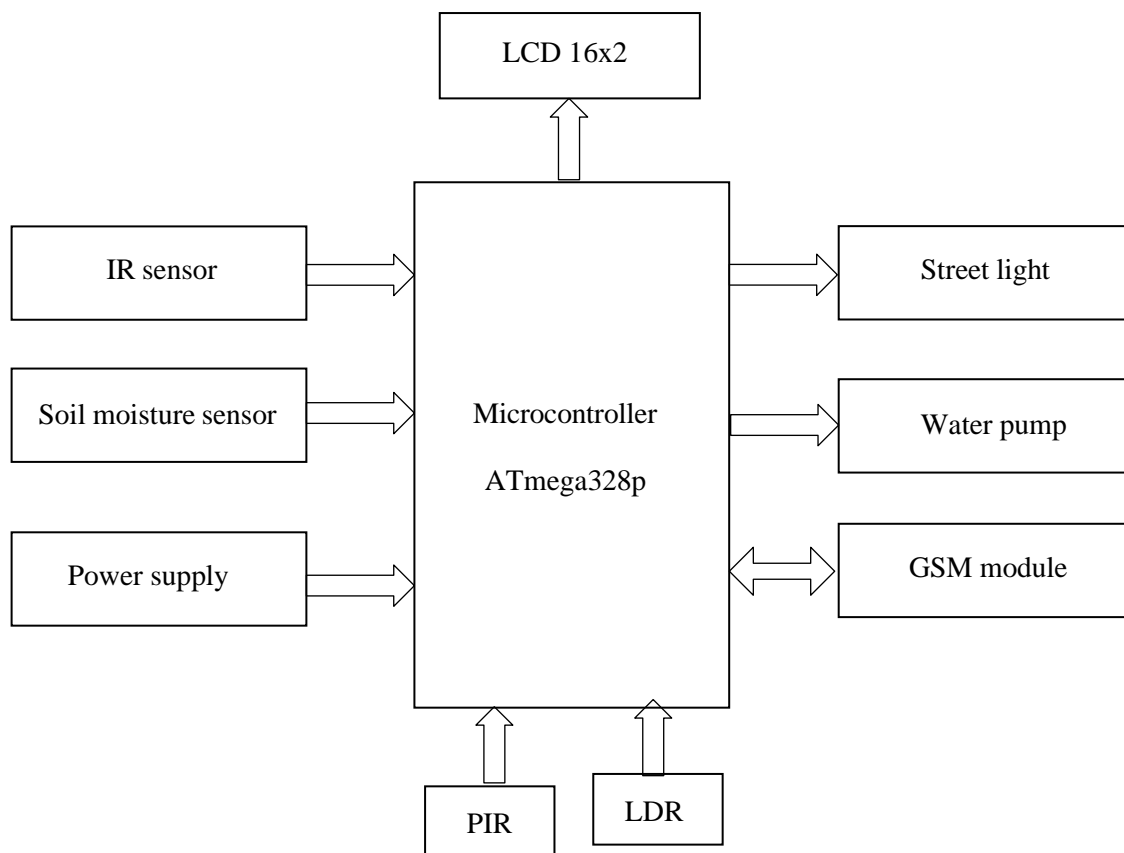 LCD 16x2
IR sensor
Street light
Soil moisture sensor
Microcontroller
ATmega328p
Water pump
Power supply
GSM module
PIR
LDR